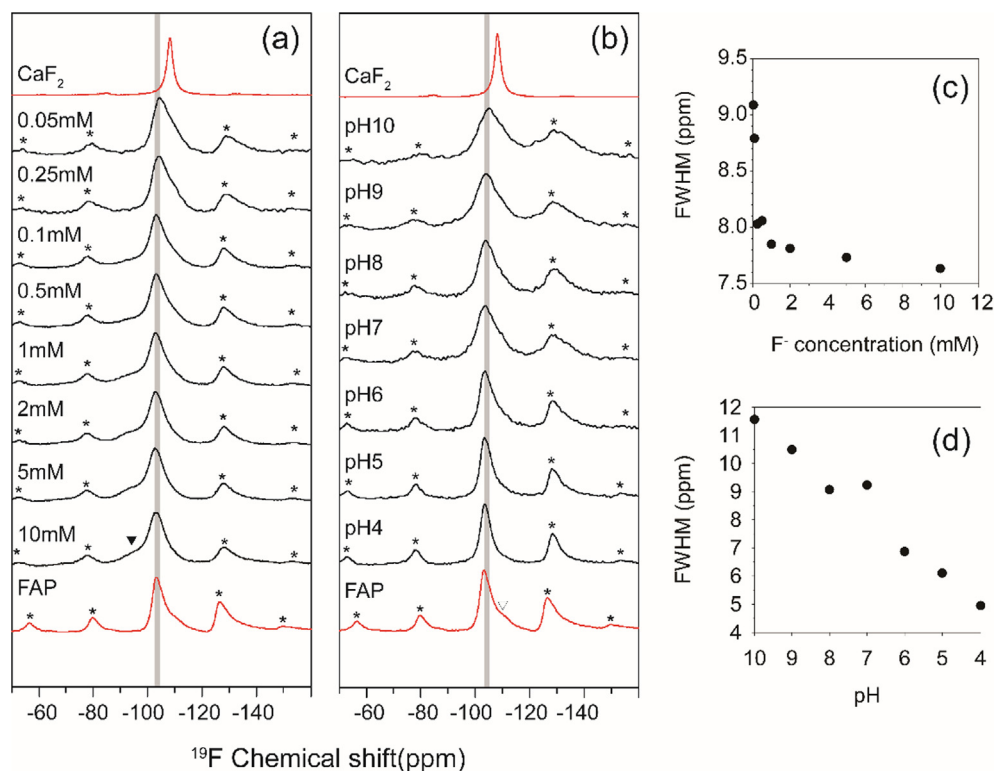 (a)
CaF₂
0.05mM
0.25mM
0.1mM
0.5mM
1mM
2mM
5mM
10mM
FAP
-60 -80 -100 -120 -140
(b)
CaF₂
pH10
pH9
pH8
pH7
pH6
pH5
pH4
FAP
-60 -80 -100 -120 -140
¹⁹F Chemical shift(ppm)
(c)
9.5
9.0
8.5
8.0
7.5
FWHM (ppm)
0 2 4 6 8 10 12
F⁻ concentration (mM)
(d)
12
11
10
9
8
7
6
5
4
FWHM (ppm)
10 9 8 7 6 5 4
pH